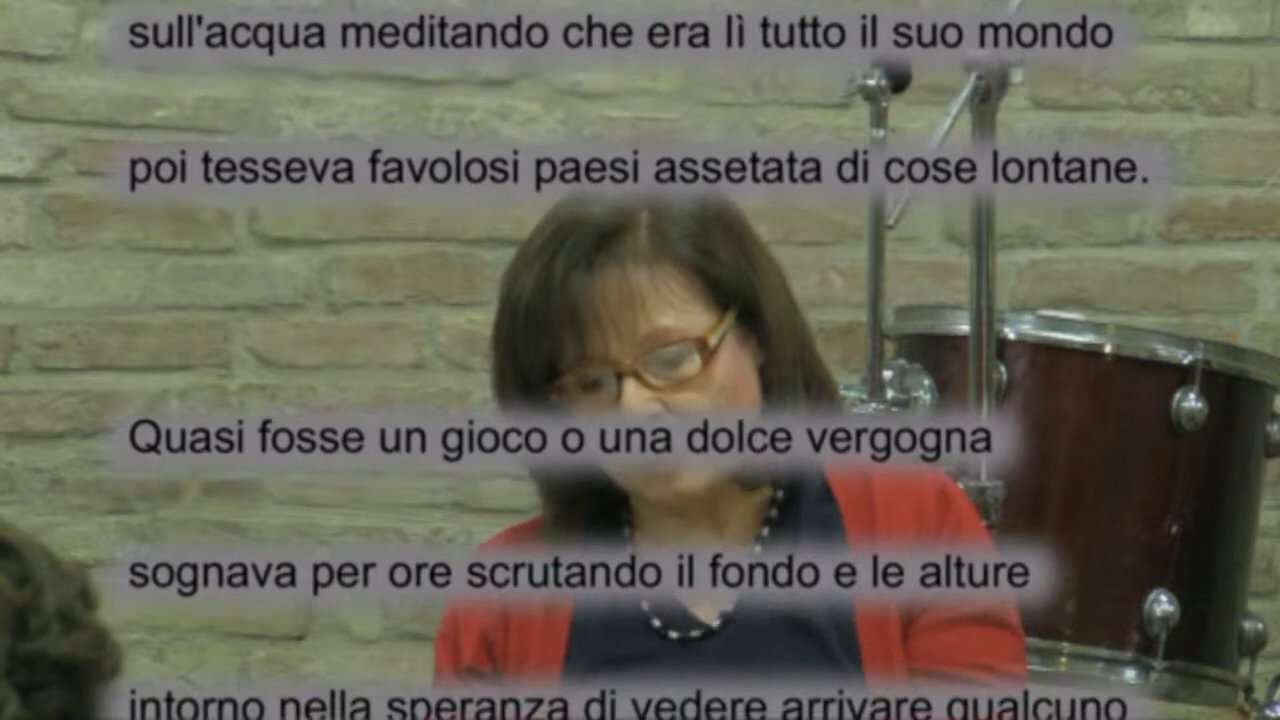 sull'acqua meditando che era lì tutto il suo mondo
poi tesseva favolosi paesi assetata di cose lontane.
Quasi fosse un gioco o una dolce vergogna
sognava per ore scrutando il fondo e le alture
intorno nella speranza di vedere arrivare qualcuno